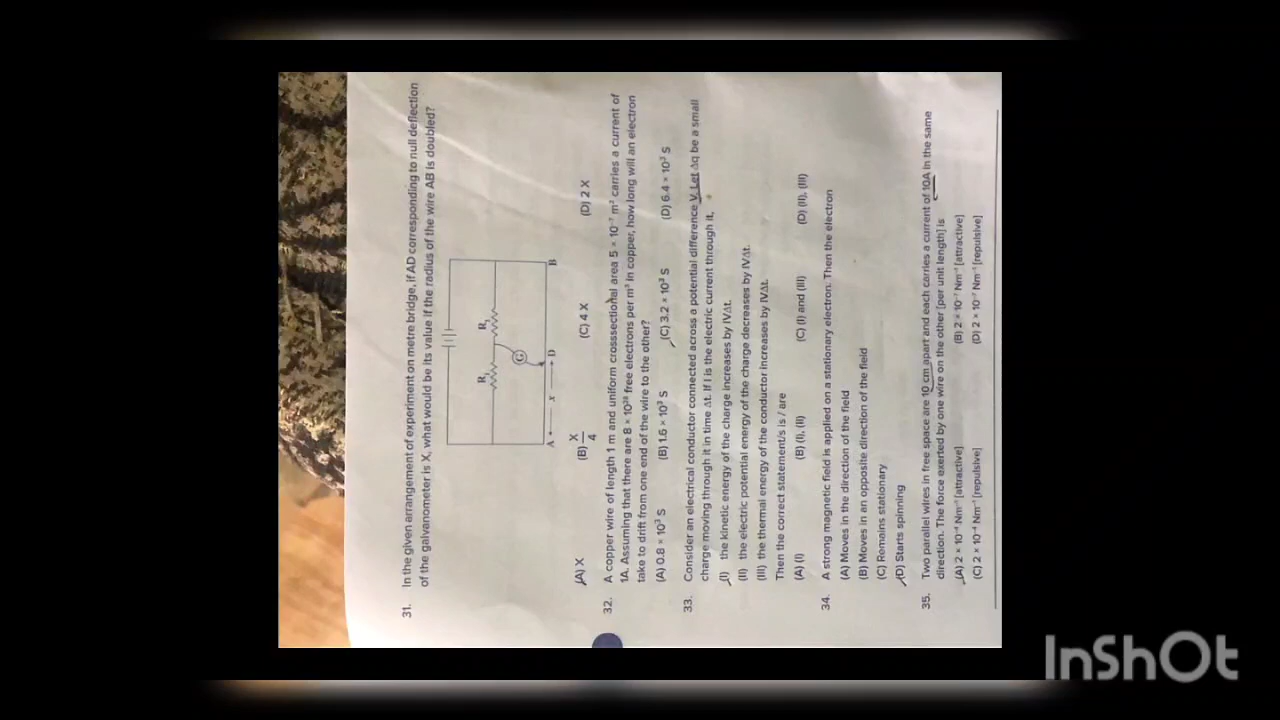 31. In the given arrangement of experiment on metre bridge, if AD corresponding to null deflection
of the galvenometer is X, what would be its value if the radius of the wire AB is doubled?
R₁ R₂
G
A x D B
(A) X (B) X/4 (C) 4 X (D) 2 X
32. A copper wire of length 1 m and uniform crosssectional area 5 × 10⁻⁷ m² carries a current of
1A. Assuming that there are 8 × 10²⁸ free electrons per m³ in copper, how long will an electron
take to drift from one end of the wire to the other?
(A) 0.8 × 10³ S (B) 1.6 × 10³ S (C) 3.2 × 10³ S (D) 6.4 × 10³ S
33. Consider an electrical conductor connected across a potential difference V. Let Δq be a small
charge moving through it in time Δt. If I is the electric current through it,
(I) the kinetic energy of the charge increases by IVΔt.
(II) the electric potential energy of the charge decreases by IVΔt.
(III) the thermal energy of the conductor increases by IVΔt.
Then the correct statement/s is / are
(A) (I) (B) (I), (II) (C) (I) and (III) (D) (II), (III)
34. A strong magnetic field is applied on a stationary electron. Then the electron
(A) Moves in the direction of the field
(B) Moves in an opposite direction of the field
(C) Remains stationary
(D) Starts spinning
35. Two parallel wires in free space are 10 cm apart and each carries a current of 10A in the same
direction. The force exerted by one wire on the other [per unit length] is
(A) 2 × 10⁻⁴ Nm⁻¹ [attractive] (B) 2 × 10⁻⁷ Nm⁻¹ [attractive]
(C) 2 × 10⁻⁴ Nm⁻¹ [repulsive] (D) 2 × 10⁻⁷ Nm⁻¹ [repulsive]
InShOt